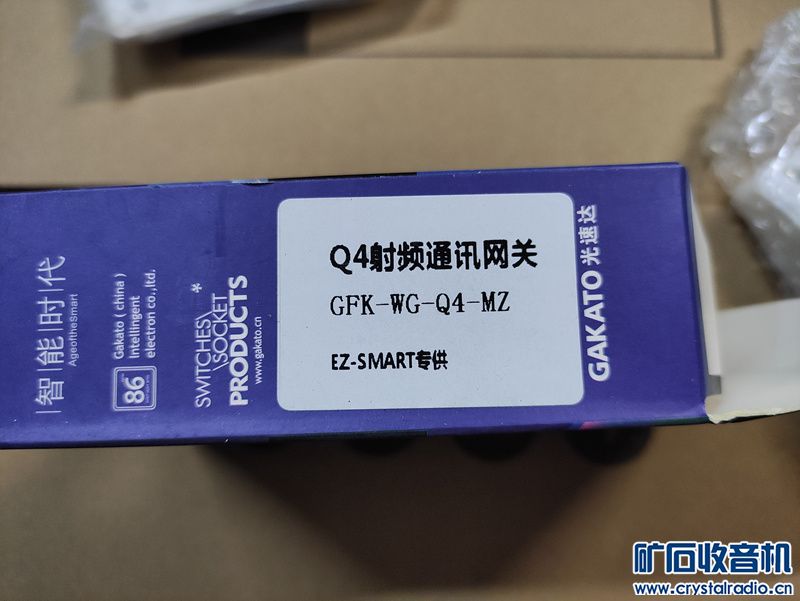 智能时代
AgeoftheSmart
86
Gakato ( china )
Intellingent
electron co.,ltd.
SWITCHES\*
\SOCKET
PRODUCTS
www.gakato.cn
Q4射频通讯网关
GFK-WG-Q4-MZ
EZ-SMART专供
GAKATO 光速达
矿石收音机
www.crystalradio.cn